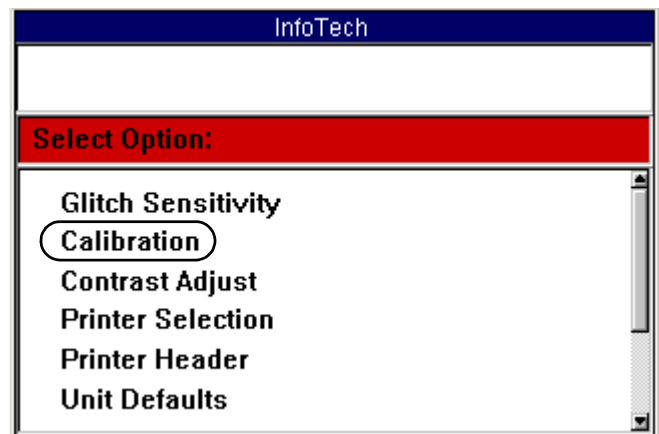 InfoTech
Select Option:
Glitch Sensitivity
Calibration
Contrast Adjust
Printer Selection
Printer Header
Unit Defaults